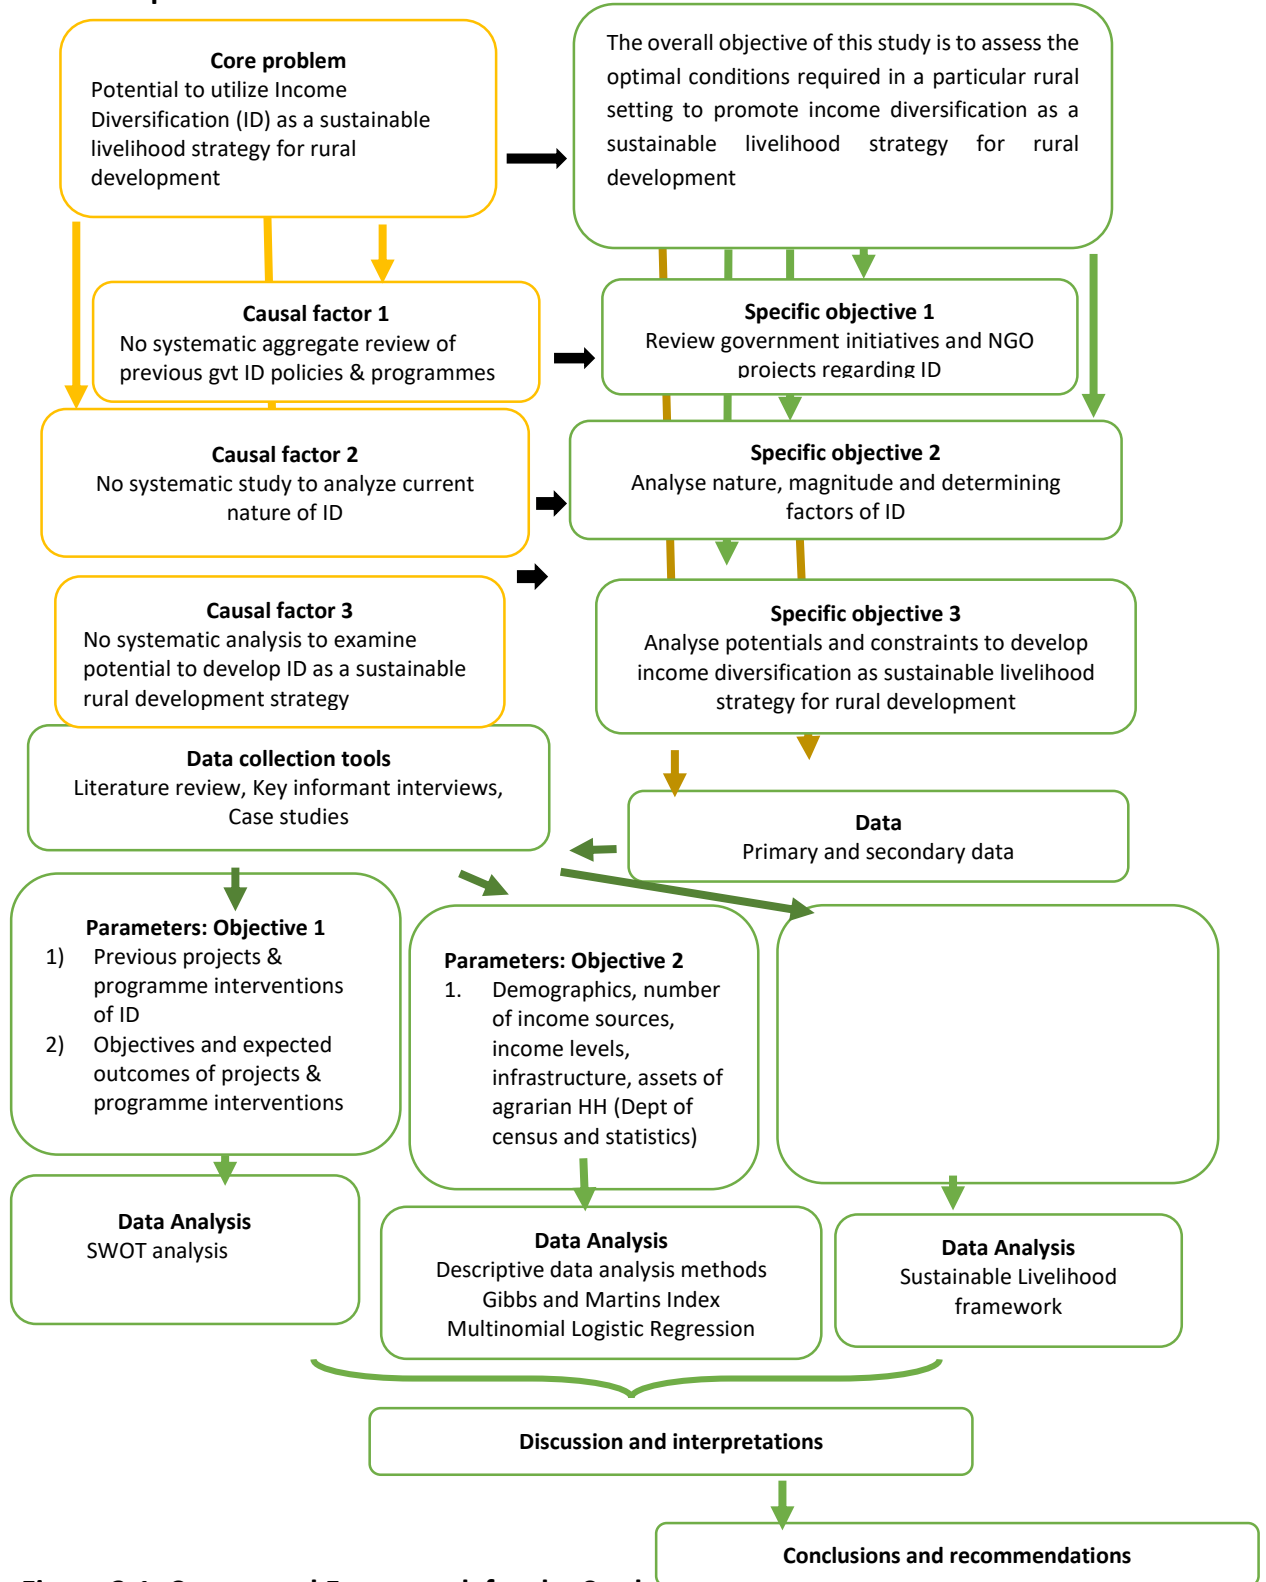 Core problem
Potential to utilize Income
Diversification (ID) as a sustainable
livelihood strategy for rural
development
The overall objective of this study is to assess the
optimal conditions required in a particular rural
setting to promote income diversification as a
sustainable livelihood strategy for rural
development
Causal factor 1
No systematic aggregate review of
previous gvt ID policies & programmes
Specific objective 1
Review government initiatives and NGO
projects regarding ID
Causal factor 2
No systematic study to analyze current
nature of ID
Specific objective 2
Analyse nature, magnitude and determining
factors of ID
Causal factor 3
No systematic analysis to examine
potential to develop ID as a sustainable
rural development strategy
Specific objective 3
Analyse potentials and constraints to develop
income diversification as sustainable livelihood
strategy for rural development
Data collection tools
Literature review, Key informant interviews,
Case studies
Data
Primary and secondary data
Parameters: Objective 1
1) Previous projects &
programme interventions
of ID
2) Objectives and expected
outcomes of projects &
programme interventions
Parameters: Objective 2
1. Demographics, number
of income sources,
income levels,
infrastructure, assets of
agrarian HH (Dept of
census and statistics)
Data Analysis
SWOT analysis
Data Analysis
Descriptive data analysis methods
Gibbs and Martins Index
Multinomial Logistic Regression
Data Analysis
Sustainable Livelihood
framework
Discussion and interpretations
Conclusions and recommendations